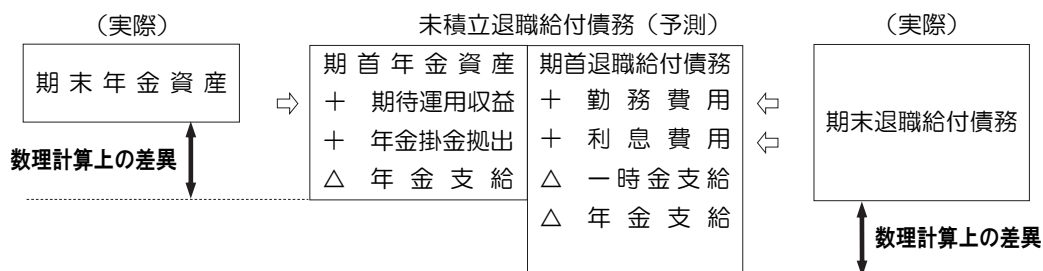 (実際)
未積立退職給付債務(予測)
(実際)
期末年金資産
期首年金資産
+ 期待運用収益
+ 年金掛金拠出
△ 年金支給
期首退職給付債務
+ 勤務費用
+ 利息費用
△ 一時金支給
△ 年金支給
期末退職給付債務
数理計算上の差異
数理計算上の差異